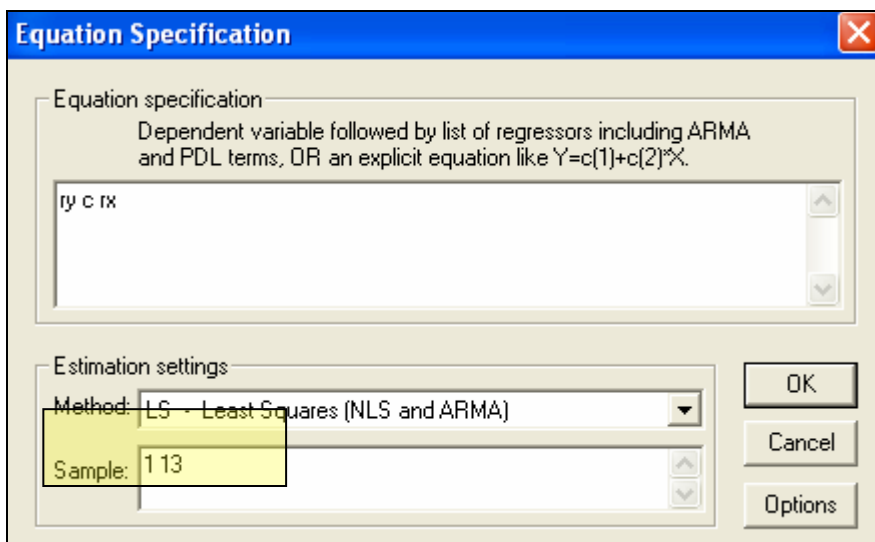 Equation Specification
Equation specification
Dependent variable followed by list of regressors including ARMA
and PDL terms, OR an explicit equation like Y=c(1)+c(2)*X.
ry c rx
Estimation settings
Method: LS - Least Squares (NLS and ARMA)
Sample: 1 13
OK
Cancel
Options